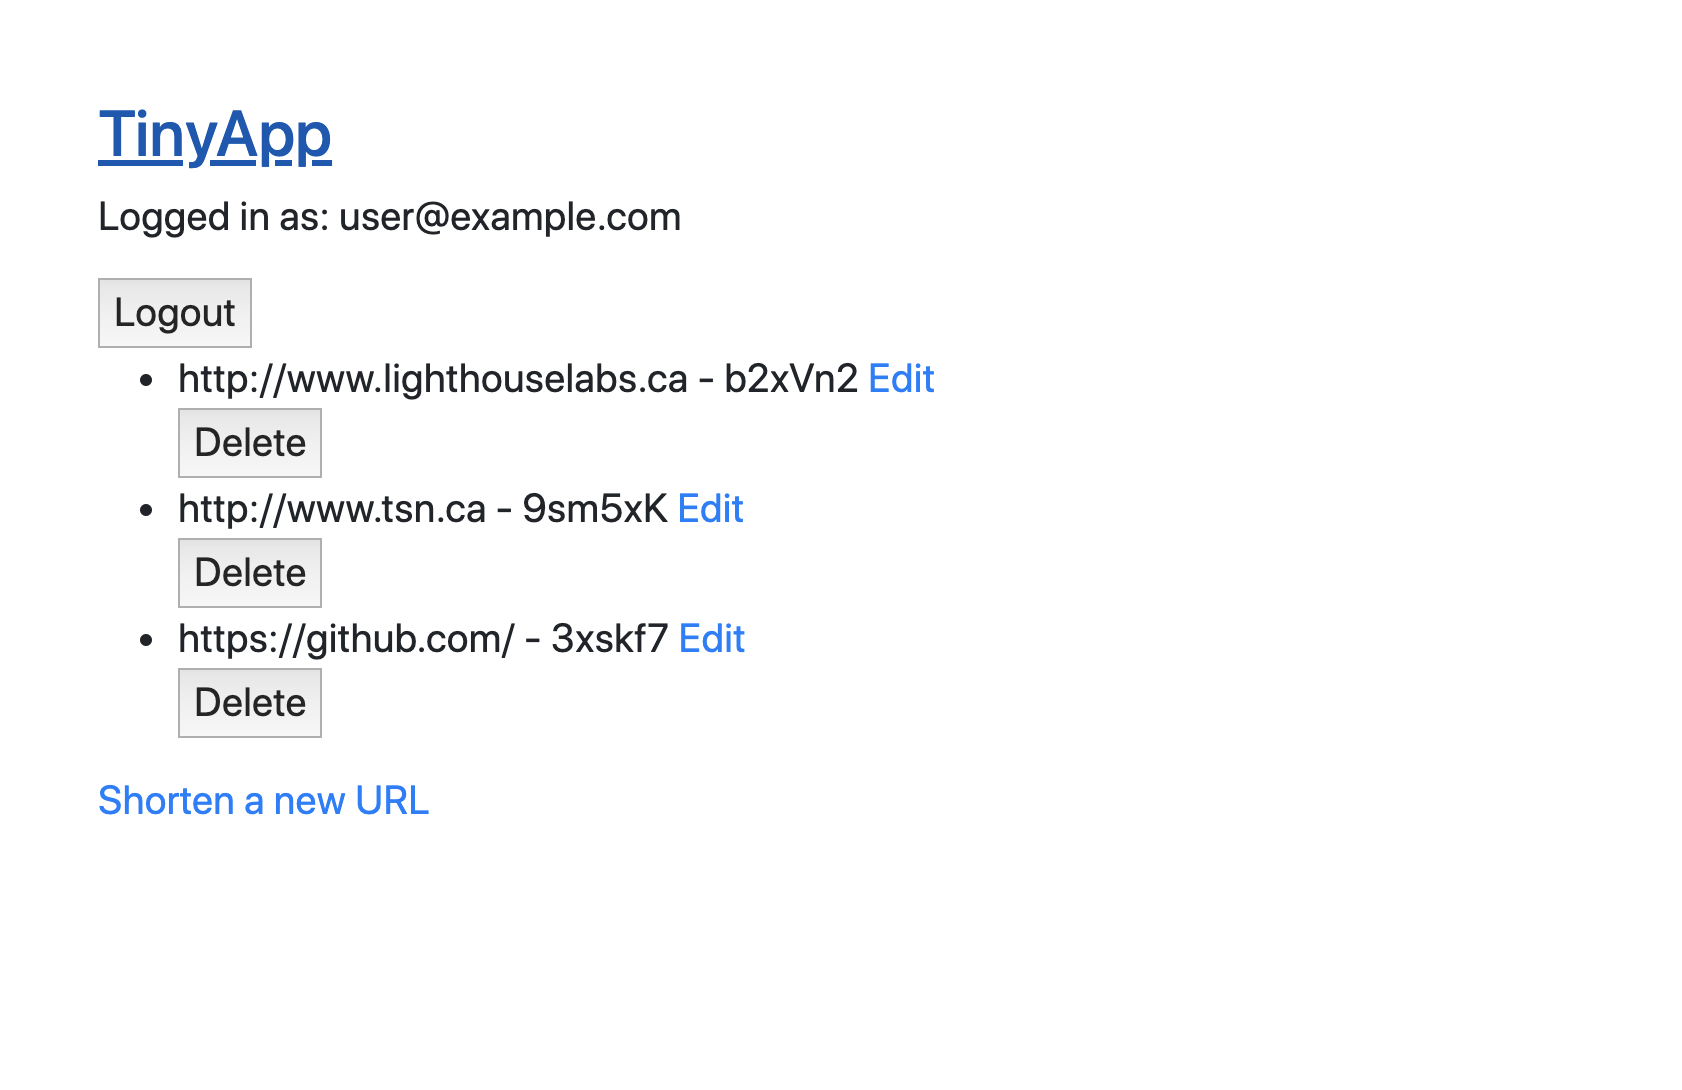 TinyApp
Logged in as: user@example.com
Logout
http://www.lighthouselabs.ca - b2xVn2 Edit
Delete
http://www.tsn.ca - 9sm5xK Edit
Delete
https://github.com/ - 3xskf7 Edit
Delete
Shorten a new URL